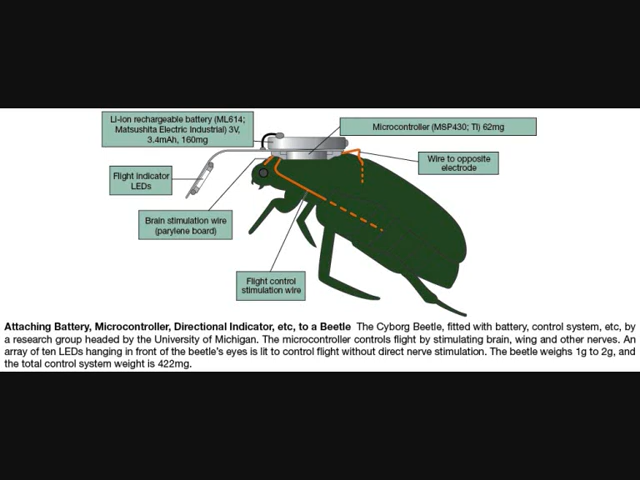 Li-ion rechargeable battery (ML614;
Matsushita Electric Industrial) 3V,
3.4mAh, 160mg
Microcontroller (MSP430; TI) 62mg
Wire to opposite
electrode
Flight indicator
LEDs
Brain stimulation wire
(parylene board)
Flight control
stimulation wire
Attaching Battery, Microcontroller, Directional Indicator, etc, to a Beetle The Cyborg Beetle, fitted with battery, control system, etc, by
a research group headed by the University of Michigan. The microcontroller controls flight by stimulating brain, wing and other nerves. An
array of ten LEDs hanging in front of the beetle's eyes is lit to control flight without direct nerve stimulation. The beetle weighs 1g to 2g, and
the total control system weight is 422mg.